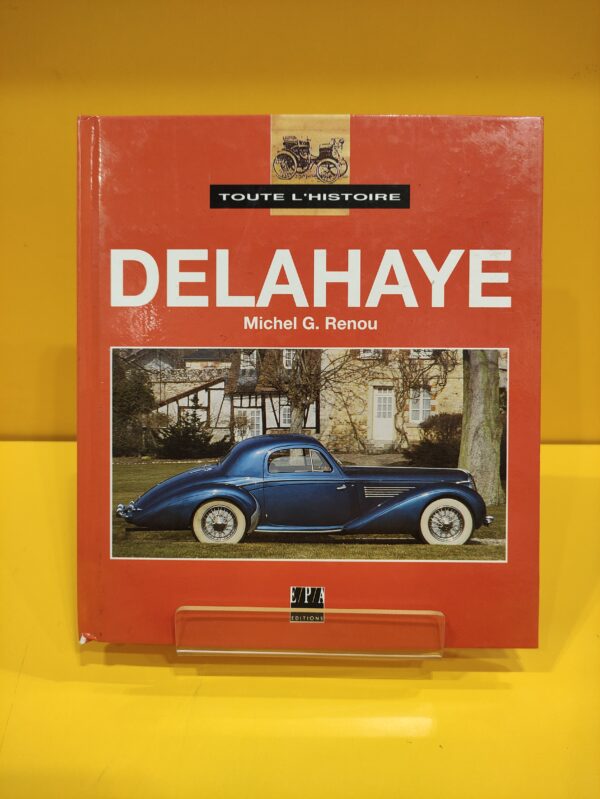 TOUTE L'HISTOIRE
DELAHAYE
Michel G. Renou
E/P/A
EDITIONS